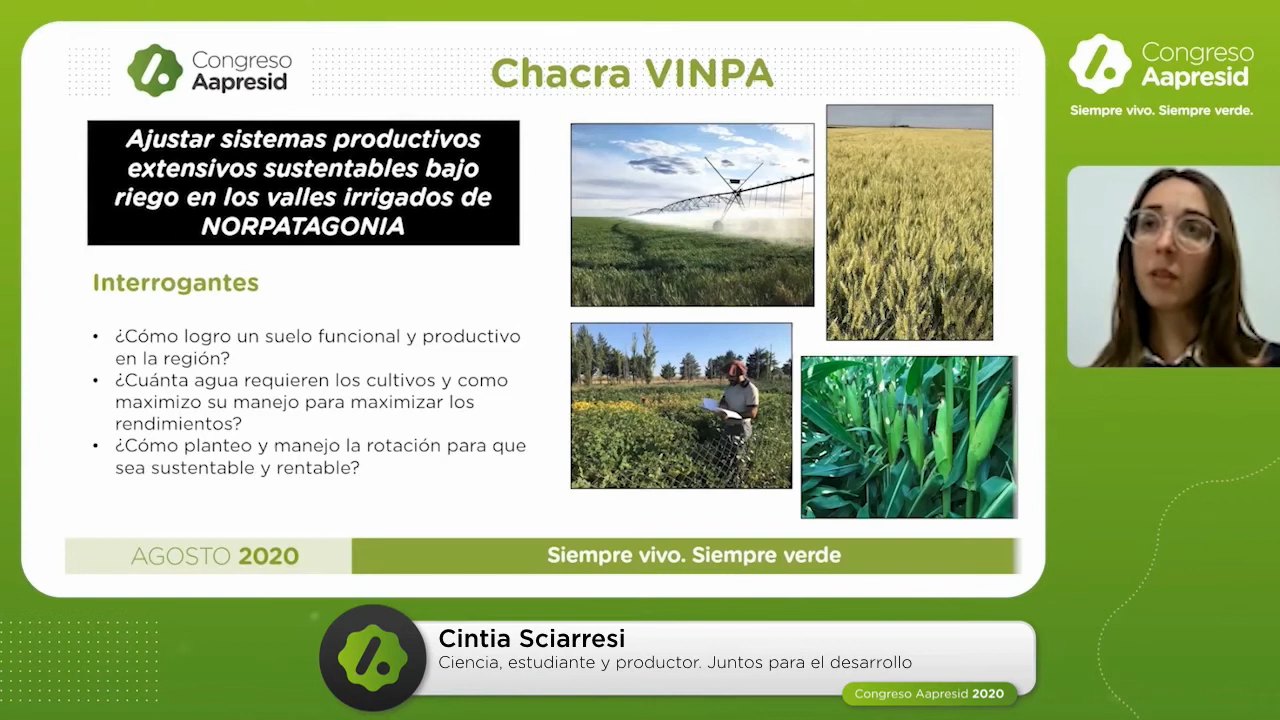 Congreso
Aapresid
Chacra VINPA
Congreso
Aapresid
Siempre vivo. Siempre verde.
Ajustar sistemas productivos
extensivos sustentables bajo
riego en los valles irrigados de
NORPATAGONIA
Interrogantes
• ¿Cómo logro un suelo funcional y productivo
en la región?
• ¿Cuánta agua requieren los cultivos y como
maximizo su manejo para maximizar los
rendimientos?
• ¿Cómo planteo y manejo la rotación para que
sea sustentable y rentable?
AGOSTO 2020
Siempre vivo. Siempre verde
Cintia Sciarresi
Ciencia, estudiante y productor. Juntos para el desarrollo
Congreso Aapresid 2020